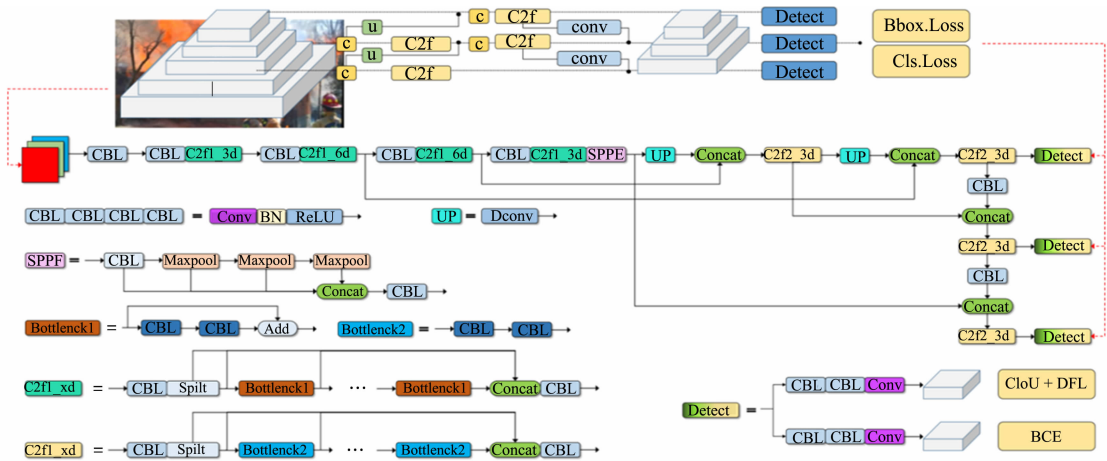 u c C2f conv Detect Bbox.Loss
c C2f c C2f Detect
u conv Cls.Loss
c C2f Detect
CBL CBL C2f1_3d CBL C2f1_6d CBL C2f1_6d CBL C2f1_3d SPPE UP Concat C2f2_3d UP Concat C2f2_3d Detect
CBL
CBL CBL CBL CBL = Conv BN ReLU UP = Dconv
Concat
C2f2_3d Detect
SPPF = CBL Maxpool Maxpool Maxpool
CBL
Concat CBL
Concat
Bottlenck1 = CBL CBL Add Bottlenck2 = CBL CBL
C2f2_3d Detect
C2f1_xd = CBL Spilt Bottlenck1 ... Bottlenck1 Concat CBL
CBL CBL Conv CloU + DFL
Detect =
CBL CBL Conv BCE
C2f1_xd = CBL Spilt Bottlenck2 ... Bottlenck2 Concat CBL